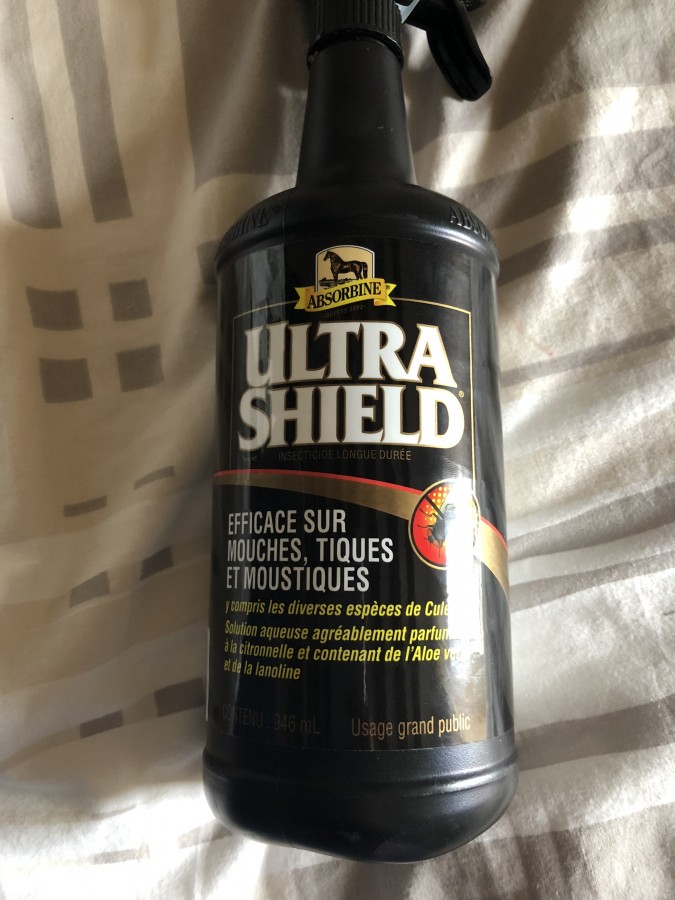 ABSORBINE
ULTRA
SHIELD®
INSECTICIDE LONGUE DURÉE
EFFICACE SUR
MOUCHES, TIQUES
ET MOUSTIQUES
y compris les diverses espèces de
Solution aqueuse agréablement
à la citronnelle et contenant de l'Aloe
et de la lanoline
CONTENU : 946 mL Usage grand public